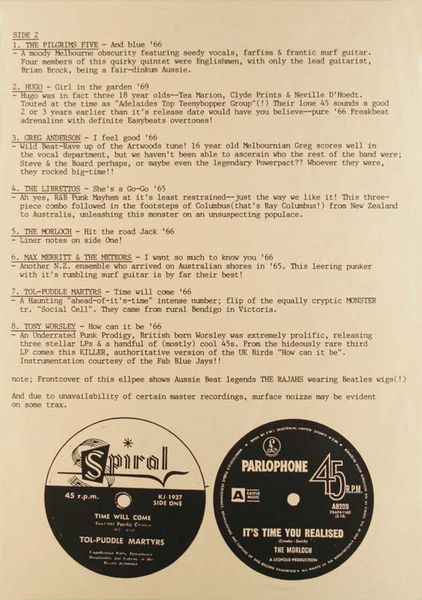 SIDE 2
1. THE PILGRIMS FIVE - And blue '66
- A moody Melbourne obscurity featuring seedy vocals, farfisa & frantic surf guitar.
Four members of this quirky quintet were Englishmen, with only the lead guitarist,
Brian Brock, being a fair-dinkum Aussie.
2. HUGO - Girl in the garden '69
- Hugo was in fact three 18 year olds--Tea Marion, Clyde Prints & Neville D'Hoedt.
Touted at the time as "Adelaides Top Teenybopper Group"(!) Their lone 45 sounds a good
2 or 3 years earlier than it's release date would have you believe--pure '66 Freakbeat
adrenaline with definite Easybeats overtones!
3. GREG ANDERSON - I feel good '66
- Wild Beat-Rave up of the Artwoods tune! 16 year old Melbournian Greg scores well in
the vocal department, but we haven't been able to ascerain who the rest of the band were;
Steve & the Board perhaps, or maybe even the legendary Powerpact?? Whoever they were,
they rocked big-time!!
4. THE LIBRETTOS - She's a Go-Go '65
- Ah yes, R&B Punk Mayhem at it's least restrained--just the way we like it! This three-
piece combo followed in the footsteps of Columbus(that's Ray Columbus!) from New Zealand
to Australia, unleashing this monster on an unsuspecting populace.
5. THE MORLOCH - Hit the road Jack '66
- Liner notes on side One!
6. MAX MERRITT & THE METEORS - I want so much to know you '66
- Another N.Z. ensemble who arrived on Australian shores in '65. This leering punker
with it's rumbling surf guitar is by far their best!
7. TOL-PUDDLE MARTYRS - Time will come '66
- A Haunting "ahead-of-it's-time" intense number; flip of the equally cryptic MONSTER
tr. "Social Cell". They came from rural Bendigo in Victoria.
8. TONY WORSLEY - How can it be '66
- An Underrated Punk Prodigy, British born Worsley was extremely prolific, releasing
three stellar LPs & a handful of (mostly) cool 45s. From the hideously rare third
LP comes this KILLER, authoritative version of the UK Birds "How can it be".
Instrumentation courtesy of the Fab Blue Jays!!
note; Frontcover of this ellpee shows Aussie Beat legends THE RAJAHS wearing Beatles wigs(!)
And due to unavailability of certain master recordings, surface noizze may be evident
on some trax.
Spiral
45 r.p.m.
KJ-1937
SIDE ONE
TIME WILL COME
TOL-PUDDLE MARTYRS
PARLOPHONE
45 R.P.M.
A
CASTLE MUSIC
A8209
IT'S TIME YOU REALISED
THE MORLOCH
A LEOPOLD PRODUCTION